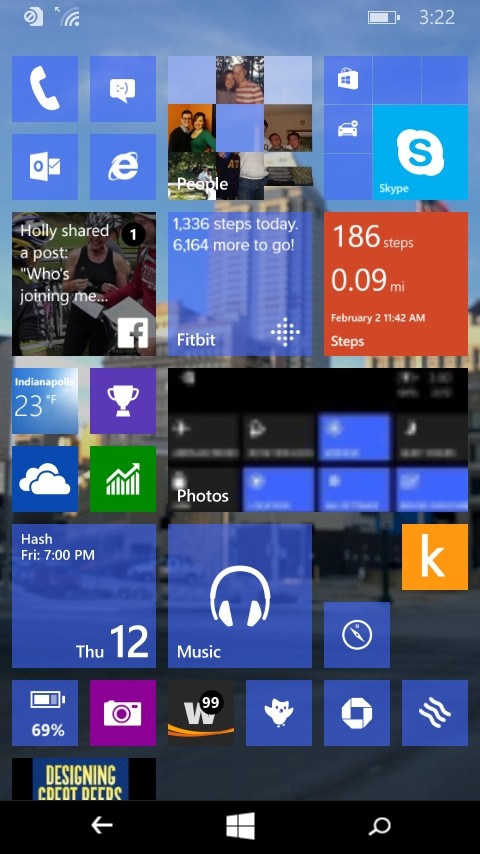 3:22
People
Skype
Holly shared
a post:
"Who's
joining me...
1
1,336 steps today.
6,164 more to go!
Fitbit
186 steps
0.09 mi
February 2 11:42 AM
Steps
Indianapolis
23 °F
Photos
Hash
Fri: 7:00 PM
Thu 12
Music
k
69%
W
99
DESIGNING
GREAT BEERS